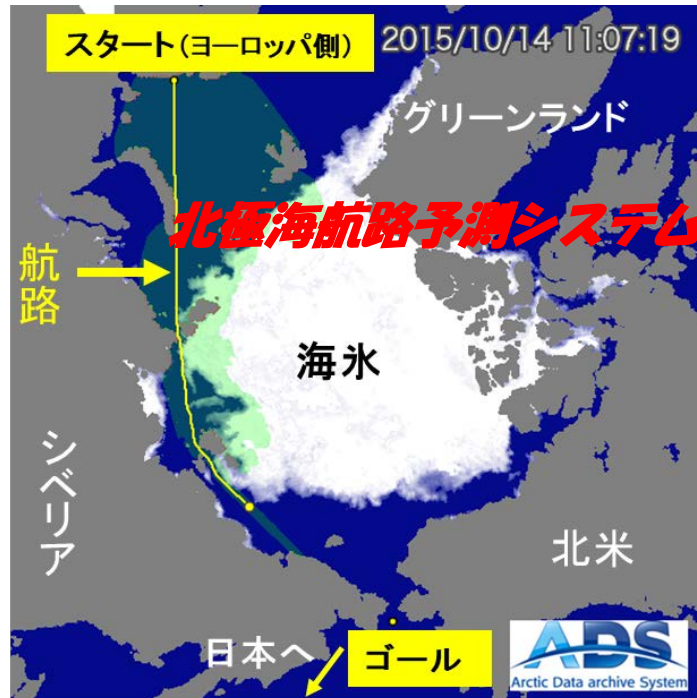 スタート(ヨーロッパ側)
2015/10/14 11:07:19
グリーンランド
北極海航路予測システム
航路
海氷
シベリア
北米
日本へ
ゴール
ADS
Arctic Data archive System